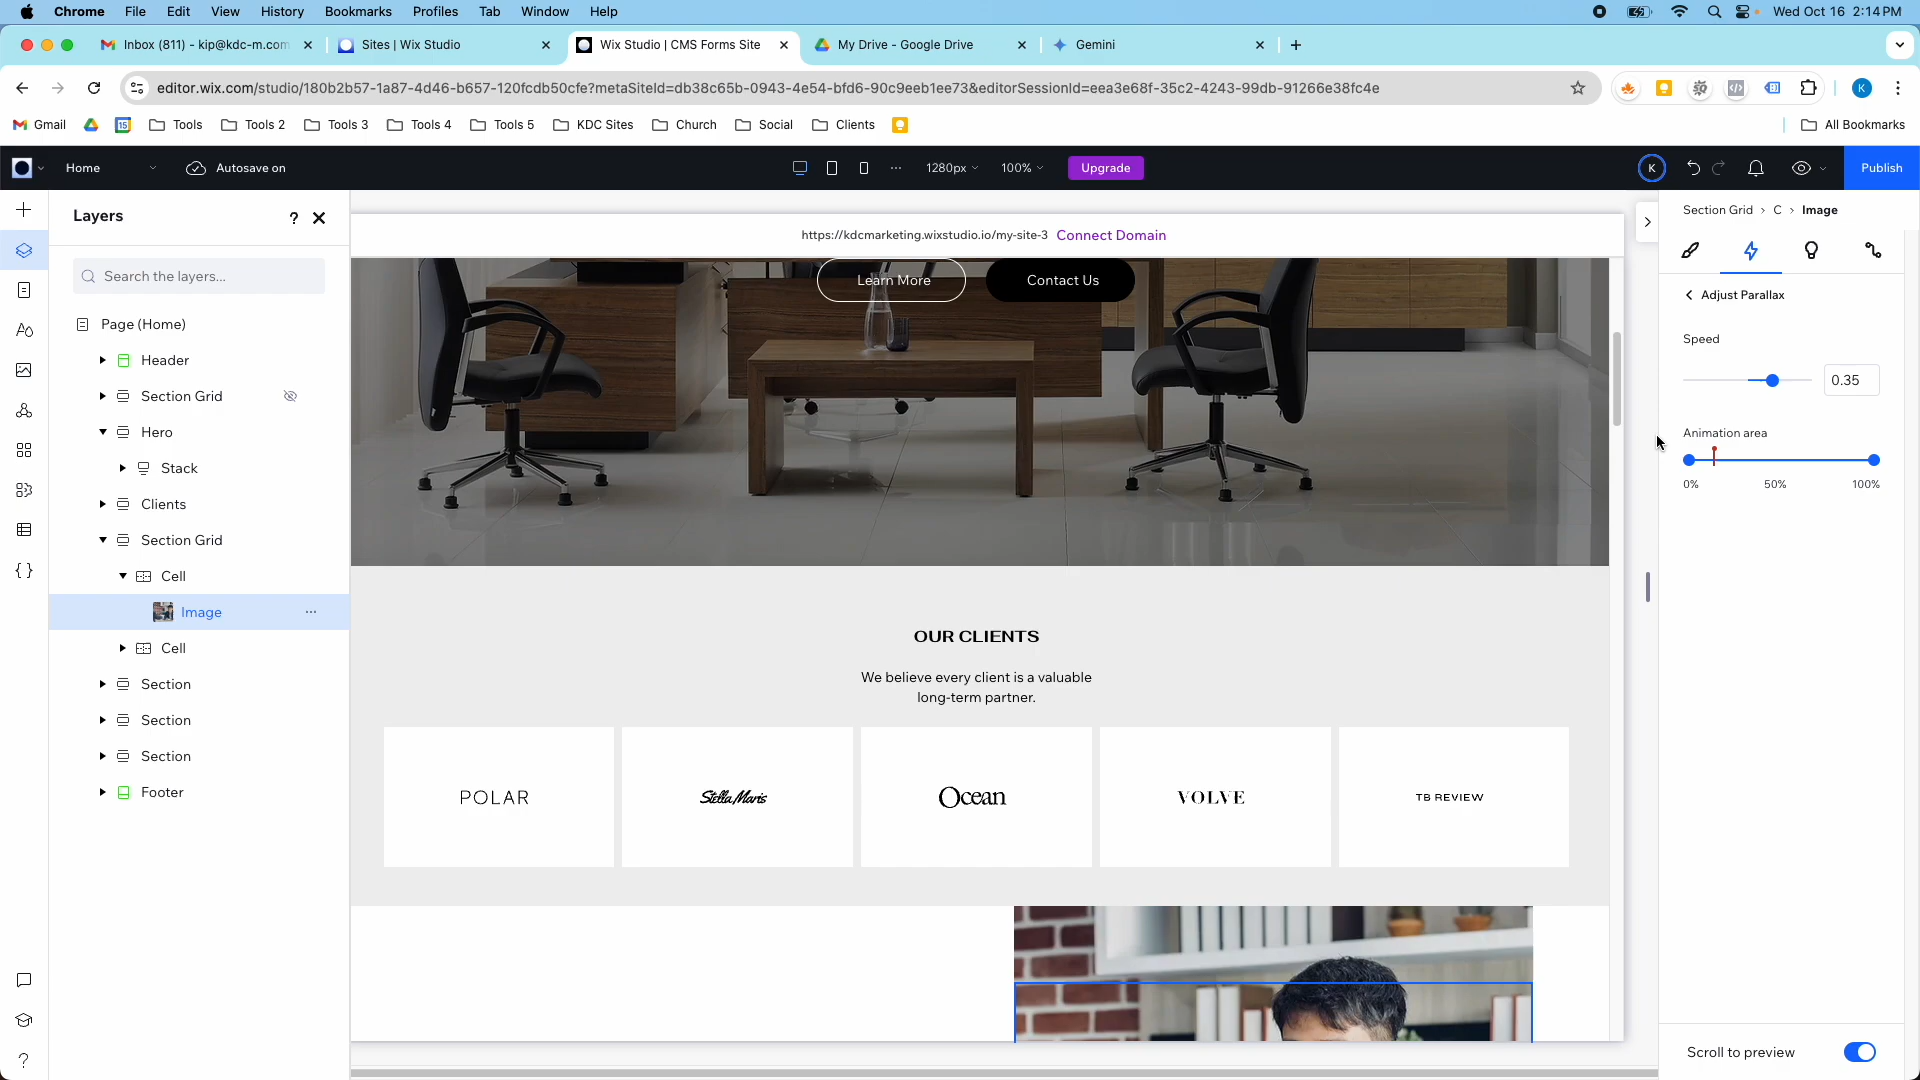 Chrome File Edit View History Bookmarks Profiles Tab Window Help Wed Oct 16 2:14 PM
Inbox (811) - kip@kdc-m.com Sites | Wix Studio Wix Studio | CMS Forms Site My Drive - Google Drive Gemini
editor.wix.com/studio/180b2b57-1a87-4d46-b657-120fcdb50cfe?metaSiteId=db38c65b-0943-4e54-bfd6-90c9eeb1ee73&editorSessionId=eea3e68f-35c2-4243-99db-91266e38fc4e K
Gmail 15 Tools Tools 2 Tools 3 Tools 4 Tools 5 KDC Sites Church Social Clients All Bookmarks
Home Autosave on 1280px 100% Upgrade K Publish
Layers ?
Section Grid > C > Image
https://kdcmarketing.wixstudio.io/my-site-3 Connect Domain
Search the layers...
Learn More Contact Us
Adjust Parallax
Page (Home)
Speed
Header
0.35
Section Grid
Hero
Animation area
Stack
0% 50% 100%
Clients
Section Grid
Cell
Image ...
Cell
Section
Section
Section
Footer
OUR CLIENTS
We believe every client is a valuable
long-term partner.
POLAR Stella Maris Ocean VOLVE TB REVIEW
Scroll to preview
?